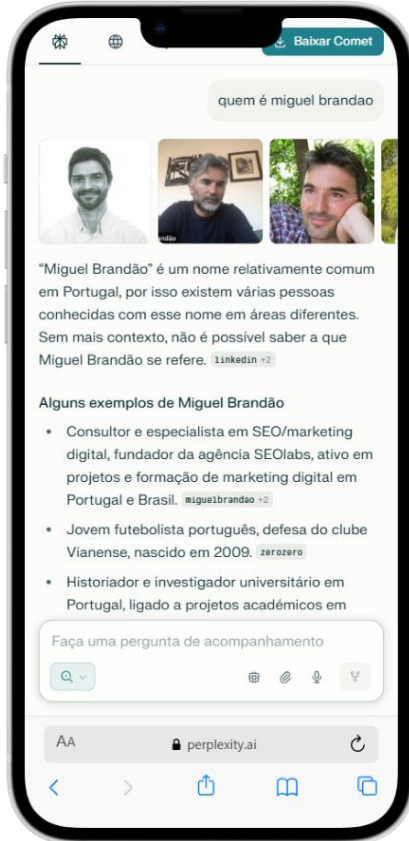 Baixar Comet
quem é miguel brandao
ndão
“Miguel Brandão” é um nome relativamente comum
em Portugal, por isso existem várias pessoas
conhecidas com esse nome em áreas diferentes.
Sem mais contexto, não é possível saber a que
Miguel Brandão se refere. linkedin +2
Alguns exemplos de Miguel Brandão
• Consultor e especialista em SEO/marketing
digital, fundador da agência SEOlabs, ativo em
projetos e formação de marketing digital em
Portugal e Brasil. miguelbrandao +2
• Jovem futebolista português, defesa do clube
Vianense, nascido em 2009. zerozero
• Historiador e investigador universitário em
Portugal, ligado a projetos académicos em
Faça uma pergunta de acompanhamento
AA perplexity.ai